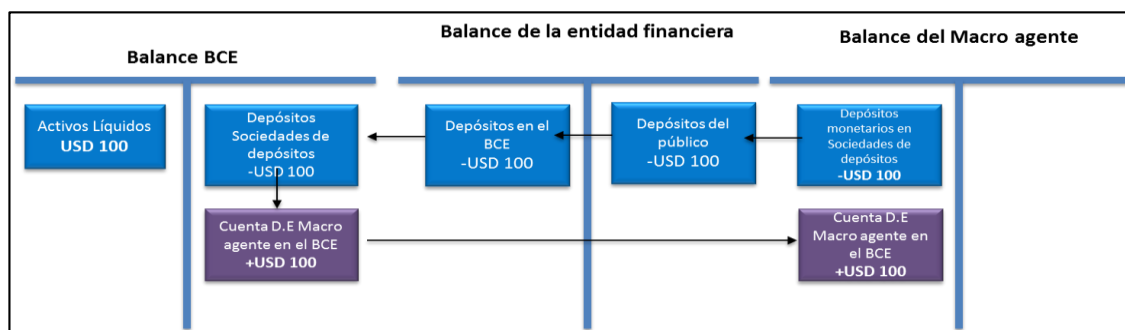 Balance BCE
Balance de la entidad financiera
Balance del Macro agente
Activos Líquidos
USD 100
Depósitos
Sociedades de
depósitos
-USD 100
Depósitos en el
BCE
-USD 100
Depósitos del
público
-USD 100
Depósitos
monetarios en
Sociedades de
depósitos
-USD 100
Cuenta D.E Macro
agente en el BCE
+USD 100
Cuenta D.E
Macro agente en
el BCE
+USD 100